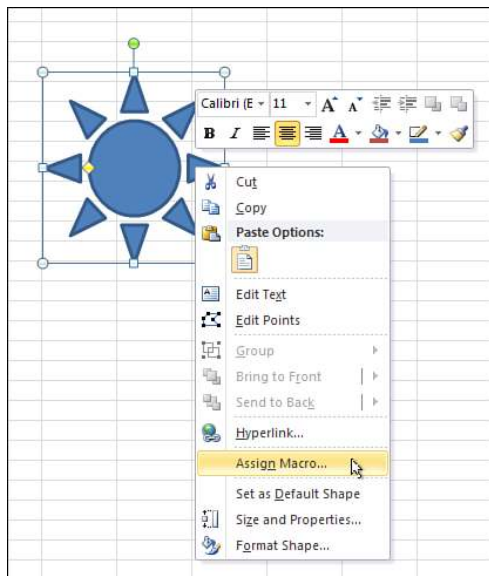 Calibri (E 11 A A
B I A
Cut
Copy
Paste Options:
Edit Text
Edit Points
Group
Bring to Front
Send to Back
Hyperlink...
Assign Macro...
Set as Default Shape
Size and Properties...
Format Shape...